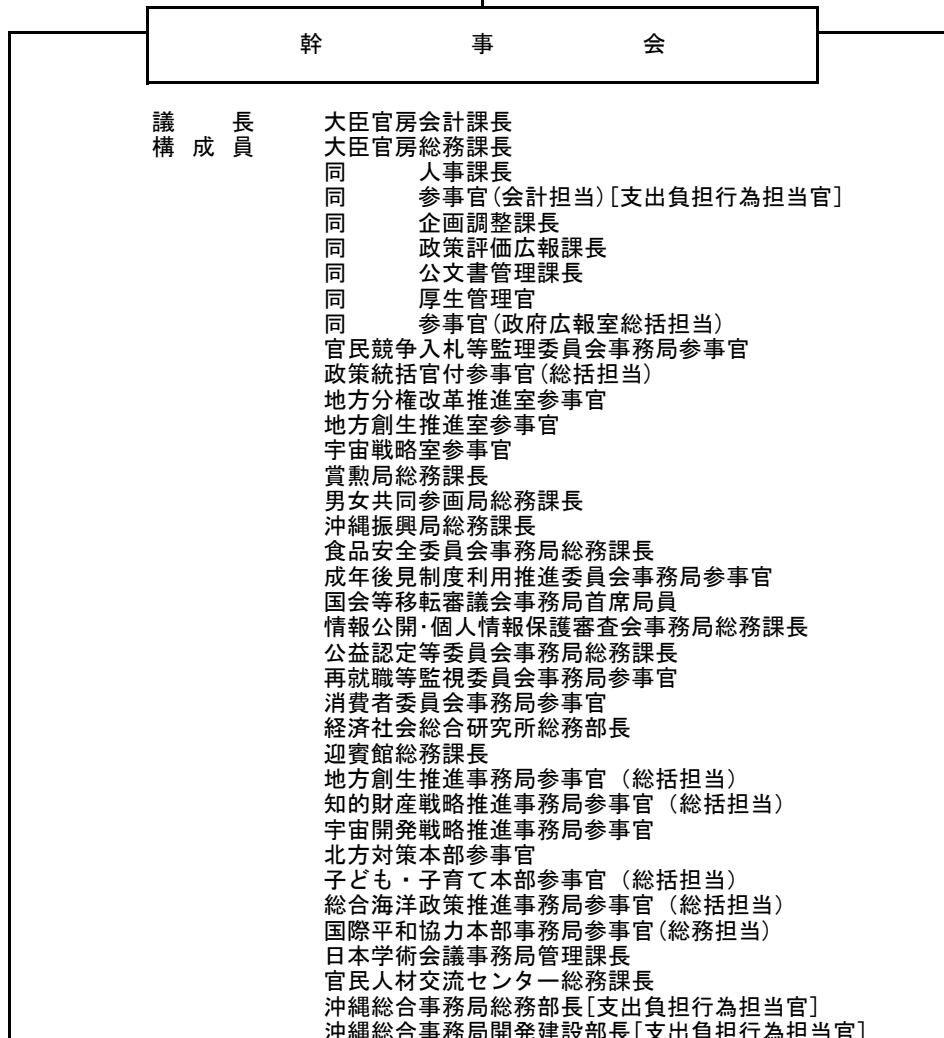 幹事会
議長 大臣官房会計課長
構成員 大臣官房総務課長
同 人事課長
同 参事官(会計担当)[支出負担行為担当官]
同 企画調整課長
同 政策評価広報課長
同 公文書管理課長
同 厚生管理官
同 参事官(政府広報室総括担当)
官民競争入札等監理委員会事務局参事官
政策統括官付参事官(総括担当)
地方分権改革推進室参事官
地方創生推進室参事官
宇宙戦略室参事官
賞勲局総務課長
男女共同参画局総務課長
沖縄振興局総務課長
食品安全委員会事務局総務課長
成年後見制度利用推進委員会事務局参事官
国会等移転審議会事務局首席局員
情報公開・個人情報保護審査会事務局総務課長
公益認定等委員会事務局総務課長
再就職等監視委員会事務局参事官
消費者委員会事務局参事官
経済社会総合研究所総務部長
迎賓館総務課長
地方創生推進事務局参事官（総括担当）
知的財産戦略推進事務局参事官（総括担当）
宇宙開発戦略推進事務局参事官
北方対策本部参事官
子ども・子育て本部参事官（総括担当）
総合海洋政策推進事務局参事官（総括担当）
国際平和協力本部事務局参事官(総務担当)
日本学術会議事務局管理課長
官民人材交流センター総務課長
沖縄総合事務局総務部長[支出負担行為担当官]
沖縄総合事務局開発建設部長[支出負担行為担当官]